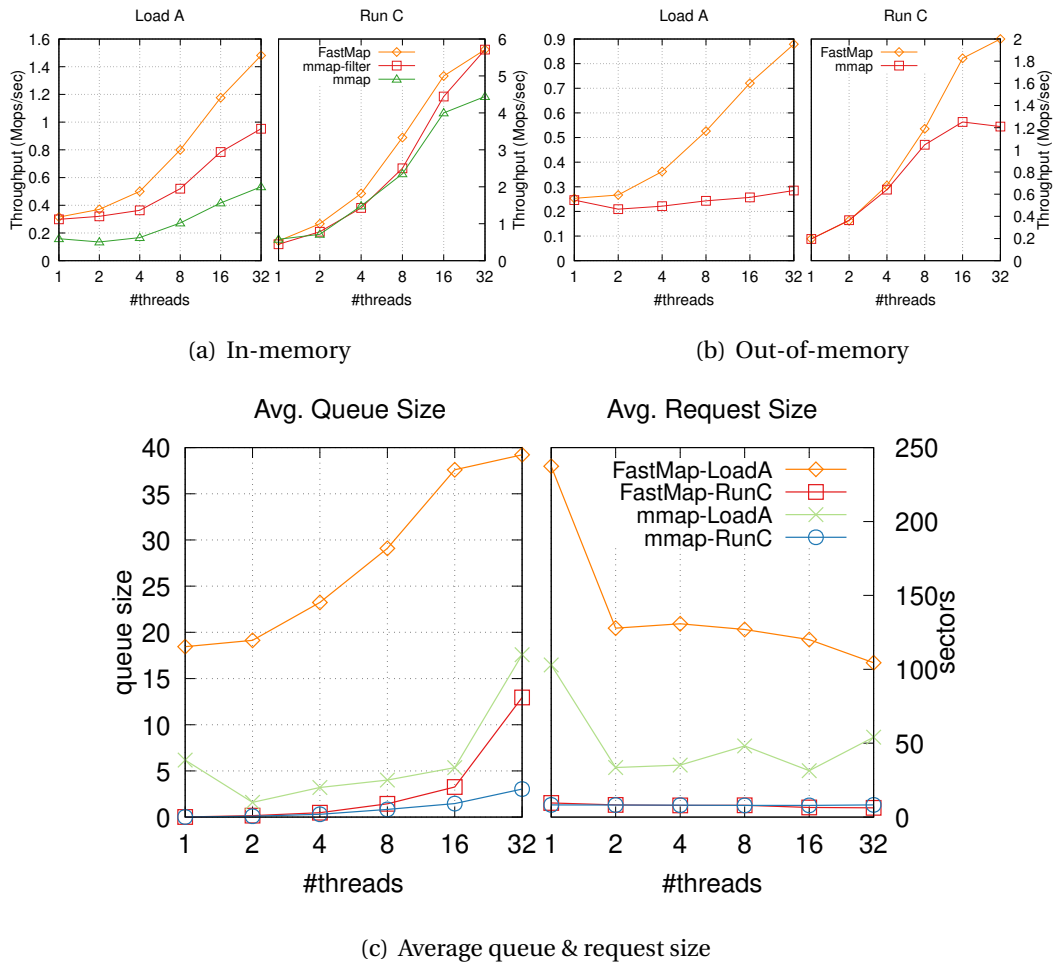 Load A
Run C
Throughput (Mops/sec)
1.6
1.4
1.2
1
0.8
0.6
0.4
0.2
0
1 2 4 8 16 32
#threads
FastMap
mmap-filter
mmap
6
5
4
3
2
1
0
Throughput (Mops/sec)
1 2 4 8 16 32
#threads
(a) In-memory
Load A
Run C
Throughput (Mops/sec)
0.9
0.8
0.7
0.6
0.5
0.4
0.3
0.2
0.1
0
1 2 4 8 16 32
#threads
FastMap
mmap
2
1.8
1.6
1.4
1.2
1
0.8
0.6
0.4
0.2
0
Throughput (Mops/sec)
1 2 4 8 16 32
#threads
(b) Out-of-memory
Avg. Queue Size
Avg. Request Size
queue size
40
35
30
25
20
15
10
5
0
1 2 4 8 16 32
#threads
FastMap-LoadA
FastMap-RunC
mmap-LoadA
mmap-RunC
250
200
150
100
50
0
sectors
1 2 4 8 16 32
#threads
(c) Average queue & request size